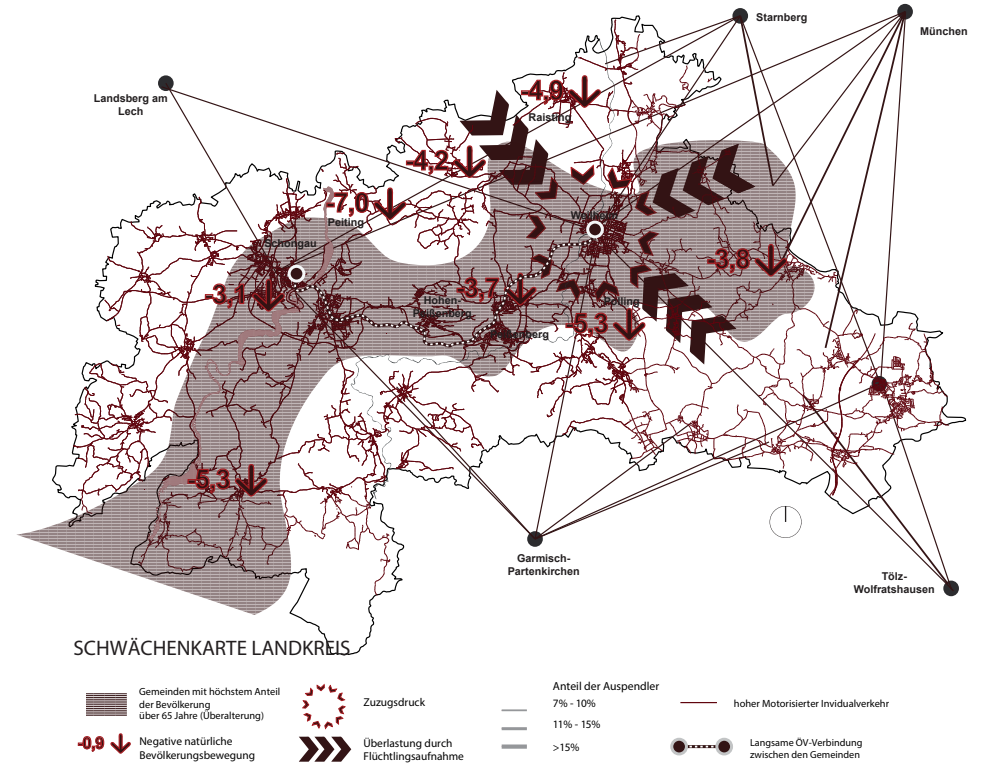 Starnberg
München
Landsberg am
Lech
-4,9
Raisting
-4,2
-7,0
Peiting
Schongau
-3,8
-3,1
-3,7
Hohen-
Peißenberg
Polling
-5,3
-5,3
Garmisch-
Partenkirchen
Tölz-
Wolfratshausen
SCHWÄCHENKARTE LANDKREIS
Gemeinden mit höchstem Anteil
der Bevölkerung
über 65 Jahre (Überalterung)
-0,9
Negative natürliche
Bevölkerungsbewegung
Zuzugsdruck
Überlastung durch
Flüchtlingsaufnahme
Anteil der Auspendler
7% - 10%
11% - 15%
>15%
hoher Motorisierter Invidualverkehr
Langsame ÖV-Verbindung
zwischen den Gemeinden